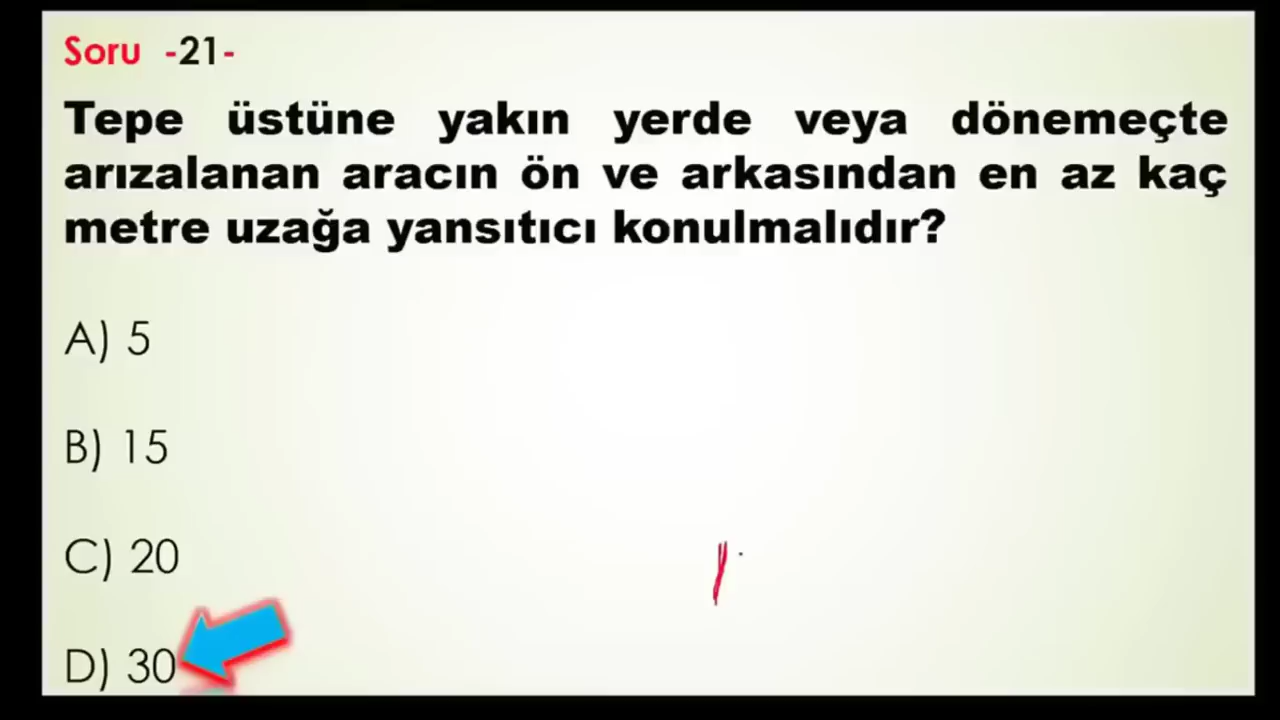 Soru -21-
Tepe üstüne yakın yerde veya dönemeçte
arızalanan aracın ön ve arkasından en az kaç
metre uzağa yansıtıcı konulmalıdır?
A) 5
B) 15
C) 20
D) 30